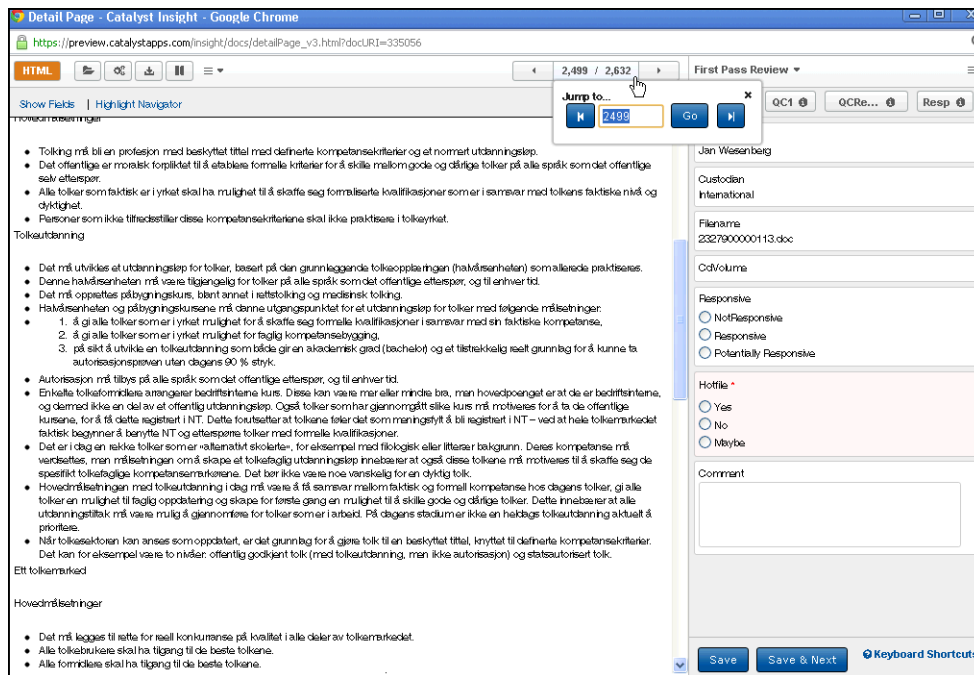 Detail Page - Catalyst Insight - Google Chrome
https://preview.catalystapps.com/insight/docs/detailPage_v3.html?docURI=335056
HTML
2,499 / 2,632
First Pass Review
Show Fields | Highlight Navigator
Jump to...
2499
Go
QC1
QCRe...
Resp
Hovedmålsetninger
Tolking må bli en profesjon med beskyttet tittel med definerte kompetansekriterier og et normert utdanningsløp.
Det offentlige er moralsk forpliktet til å etablere formelle kriterier for å skille mellom gode og dårlige tolker på alle språk som det offentlige
selv etterspør.
Alle tolker som faktisk er i yrket skal ha mulighet til å skaffe seg formaliserte kvalifikasjoner som er i samsvar med tolkens faktiske nivå og
dyktighet.
Personer som ikke tilfredsstiller disse kompetansekriteriene skal ikke praktisere i tolkeyrket.
Tolkeutdanning
Det må utvikles et utdanningsløp for tolker, basert på den grunnleggende tolkeopplæringen (halvårsenheten) som allerede praktiseres.
Denne halvårsenheten må være tilgjengelig for tolker på alle språk som det offentlige etterspør, og til enhver tid.
Det må opprettes påbygningskurs, blant annet i rettstolking og medisinsk tolking.
Halvårsenheten og påbygningskursene må danne utgangspunktet for et utdanningsløp for tolker med følgende målsetninger:
1. å gi alle tolker som er i yrket mulighet for å skaffe seg formelle kvalifikasjoner i samsvar med sin faktiske kompetanse,
2. å gi alle tolker som er i yrket mulighet for faglig kompetansebygging,
3. på sikt å utvikle en tolkeutdanning som både gir en akademisk grad (bachelor) og et tilstrekkelig reelt grunnlag for å kunne ta
autorisasjonsprøven uten dagens 90 % stryk.
Autorisasjon må tilbys på alle språk som det offentlige etterspør, og til enhver tid.
Enkelte tolkeformidlere arrangerer bedriftsinterne kurs. Disse kan være mer eller mindre bra, men hovedpoenget er at de er bedriftsinterne,
og dermed ikke en del av et offentlig utdanningsløp. Også tolker som har gjennomgått slike kurs må motiveres for å ta de offentlige
kursene, for å få dette registrert i NT. Dette forutsetter at tolkene føler det som meningsfylt å bli registrert i NT – ved at hele tolkemarkedet
faktisk begynner å benytte NT og etterspørre tolker med formelle kvalifikasjoner.
Det er i dag en rekke tolker som er «alternativt skolerte», for eksempel med filologisk eller litterær bakgrunn. Deres kompetanse må
verdsettes, men målsetningen om å skape et tolkefaglig utdanningsløp innebærer at også disse tolkene må motiveres til å skaffe seg de
spesifikt tolkefaglige kompetansemarkørene. Det bør ikke være noe vanskelig for en dyktig tolk.
Hovedmålsetningen med tolkeutdanning i dag må være å få samsvar mellom faktisk og formell kompetanse hos dagens tolker, gi alle
tolker en mulighet til faglig oppdatering og skape for første gang en mulighet til å skille gode og dårlige tolker. Dette innebærer at alle
utdanningstiltak må være mulig å gjennomføre for tolker som er i arbeid. På dagens stadium er ikke en heldags tolkeutdanning aktuelt å
prioritere.
Når tolkesektoren kan anses som oppdatert, er det grunnlag for å gjøre tolk til en beskyttet tittel, knyttet til definerte kompetansekriterier.
Det kan for eksempel være to nivåer: offentlig godkjent tolk (med tolkeutdanning, men ikke autorisasjon) og statsautorisert tolk.
Ett tolkemarked
Hovedmålsetninger
Det må legges til rette for reell konkurranse på kvalitet i alle deler av tolkemarkedet.
Alle tolkebrukere skal ha tilgang til de beste tolkene.
Alle formidlere skal ha tilgang til de beste tolkene.
Jan Wesenberg
Custodian
International
Filename
2327900000113.doc
CdVolume
Responsive
NotResponsive
Responsive
Potentially Responsive
Hotfile *
Yes
No
Maybe
Comment
Save
Save & Next
Keyboard Shortcuts